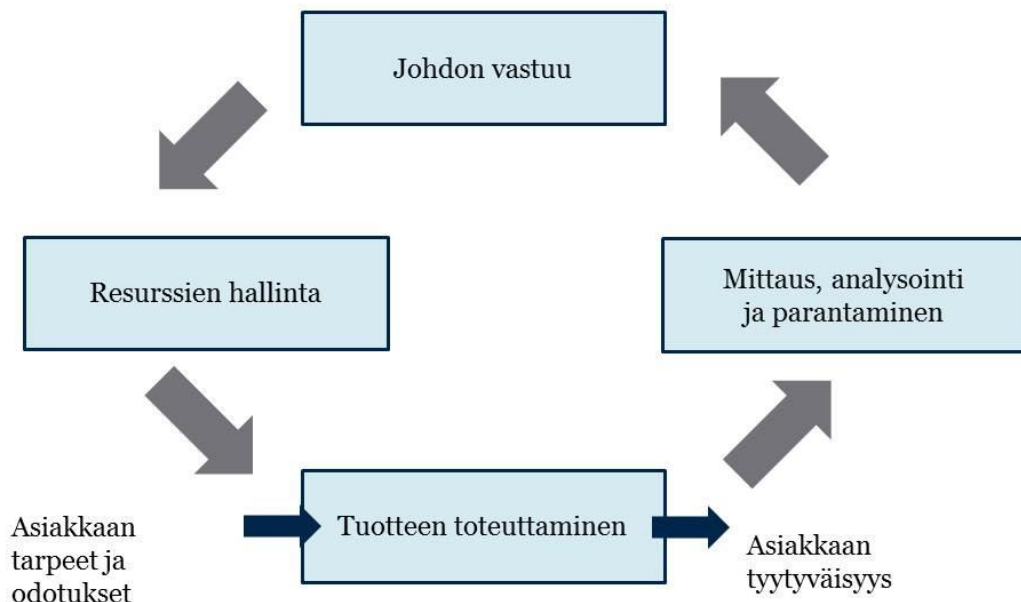 Johdon vastuu
Resurssien hallinta
Mittaus, analysointi
ja parantaminen
Asiakkaan
tarpeet ja
odotukset
Tuotteen toteuttaminen
Asiakkaan
tyytyväisyys